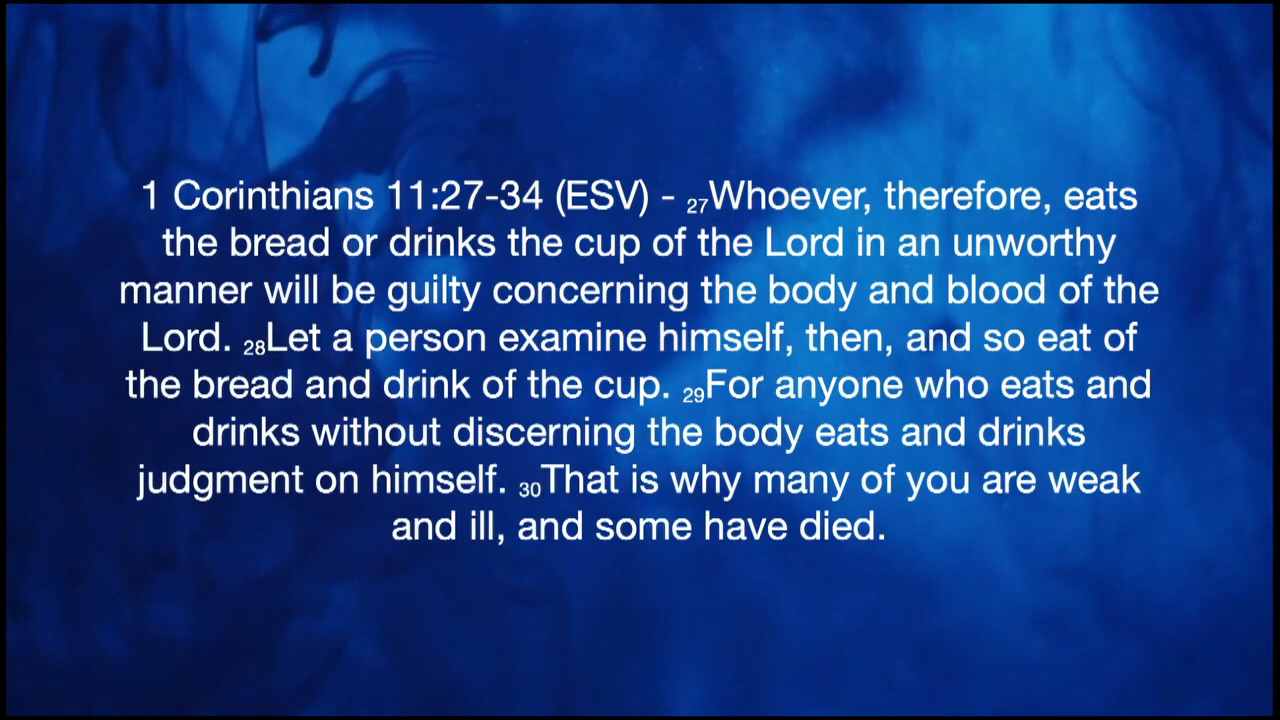 1 Corinthians 11:27-34 (ESV) - 27Whoever, therefore, eats
the bread or drinks the cup of the Lord in an unworthy
manner will be guilty concerning the body and blood of the
Lord. 28Let a person examine himself, then, and so eat of
the bread and drink of the cup. 29For anyone who eats and
drinks without discerning the body eats and drinks
judgment on himself. 30That is why many of you are weak
and ill, and some have died.